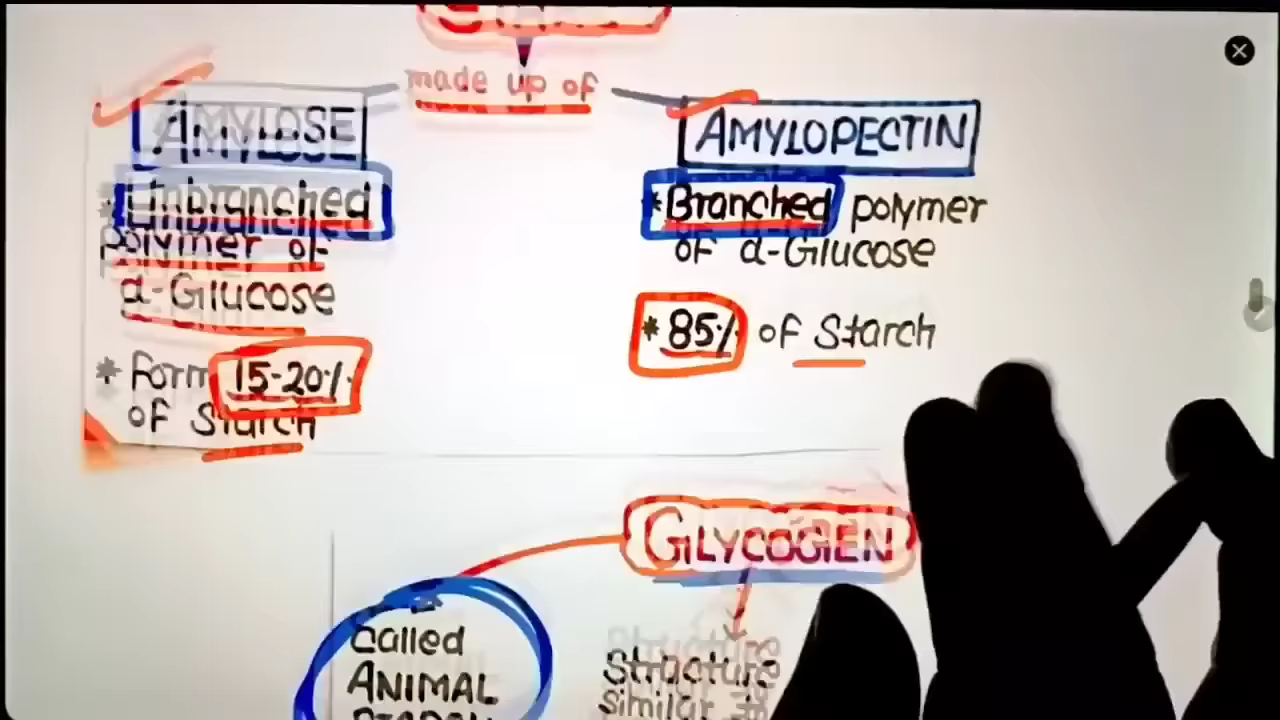 made up of
AMYLOSE
* Unbranched
polymer of
α-Glucose
* Form 15-20%
of Starch
AMYLOPECTIN
* Branched polymer
of α-Glucose
* 85% of Starch
GLYCOGEN
Called
ANIMAL
Structure
Similar